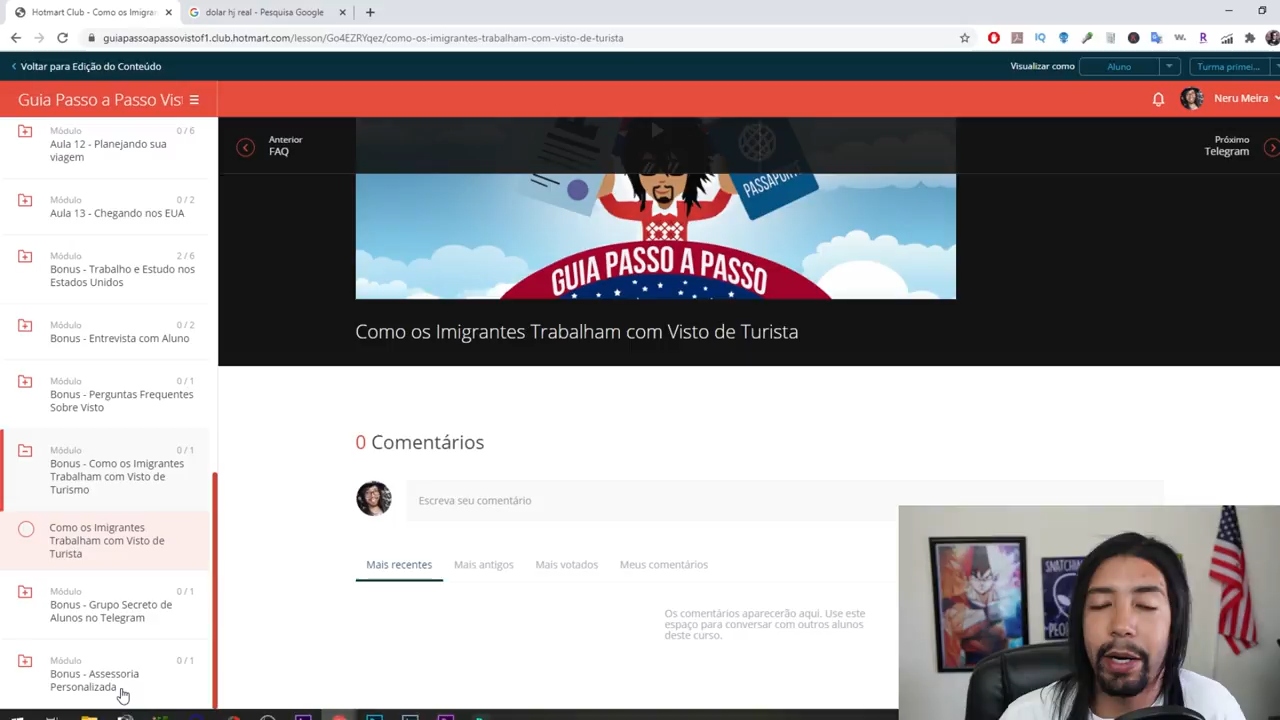 Hotmart Club - Como os Imigrar
dolar hj real - Pesquisa Google
guiapassoapassovistof1.club.hotmart.com/lesson/Go4EZRYqez/como-os-imigrantes-trabalham-com-visto-de-turista
Voltar para Edição do Conteúdo
Visualizar como
Aluno
Turma primei...
Guia Passo a Passo Vis
Neru Meira
Anterior
FAQ
Próximo
Telegram
Módulo 0 / 6
Aula 12 - Planejando sua
viagem
Módulo 0 / 2
Aula 13 - Chegando nos EUA
Módulo 2 / 6
Bonus - Trabalho e Estudo nos
Estados Unidos
Módulo 0 / 2
Bonus - Entrevista com Aluno
Módulo 0 / 1
Bonus - Perguntas Frequentes
Sobre Visto
Módulo 0 / 1
Bonus - Como os Imigrantes
Trabalham com Visto de
Turismo
Como os Imigrantes
Trabalham com Visto de
Turista
Módulo 0 / 1
Bonus - Grupo Secreto de
Alunos no Telegram
Módulo 0 / 1
Bonus - Assessoria
Personalizada
PASSAPORT
GUIA PASSO A PASSO
Como os Imigrantes Trabalham com Visto de Turista
0 Comentários
Escreva seu comentário
Mais recentes
Mais antigos
Mais votados
Meus comentários
Os comentários aparecerão aqui. Use este
espaço para conversar com outros alunos
deste curso.